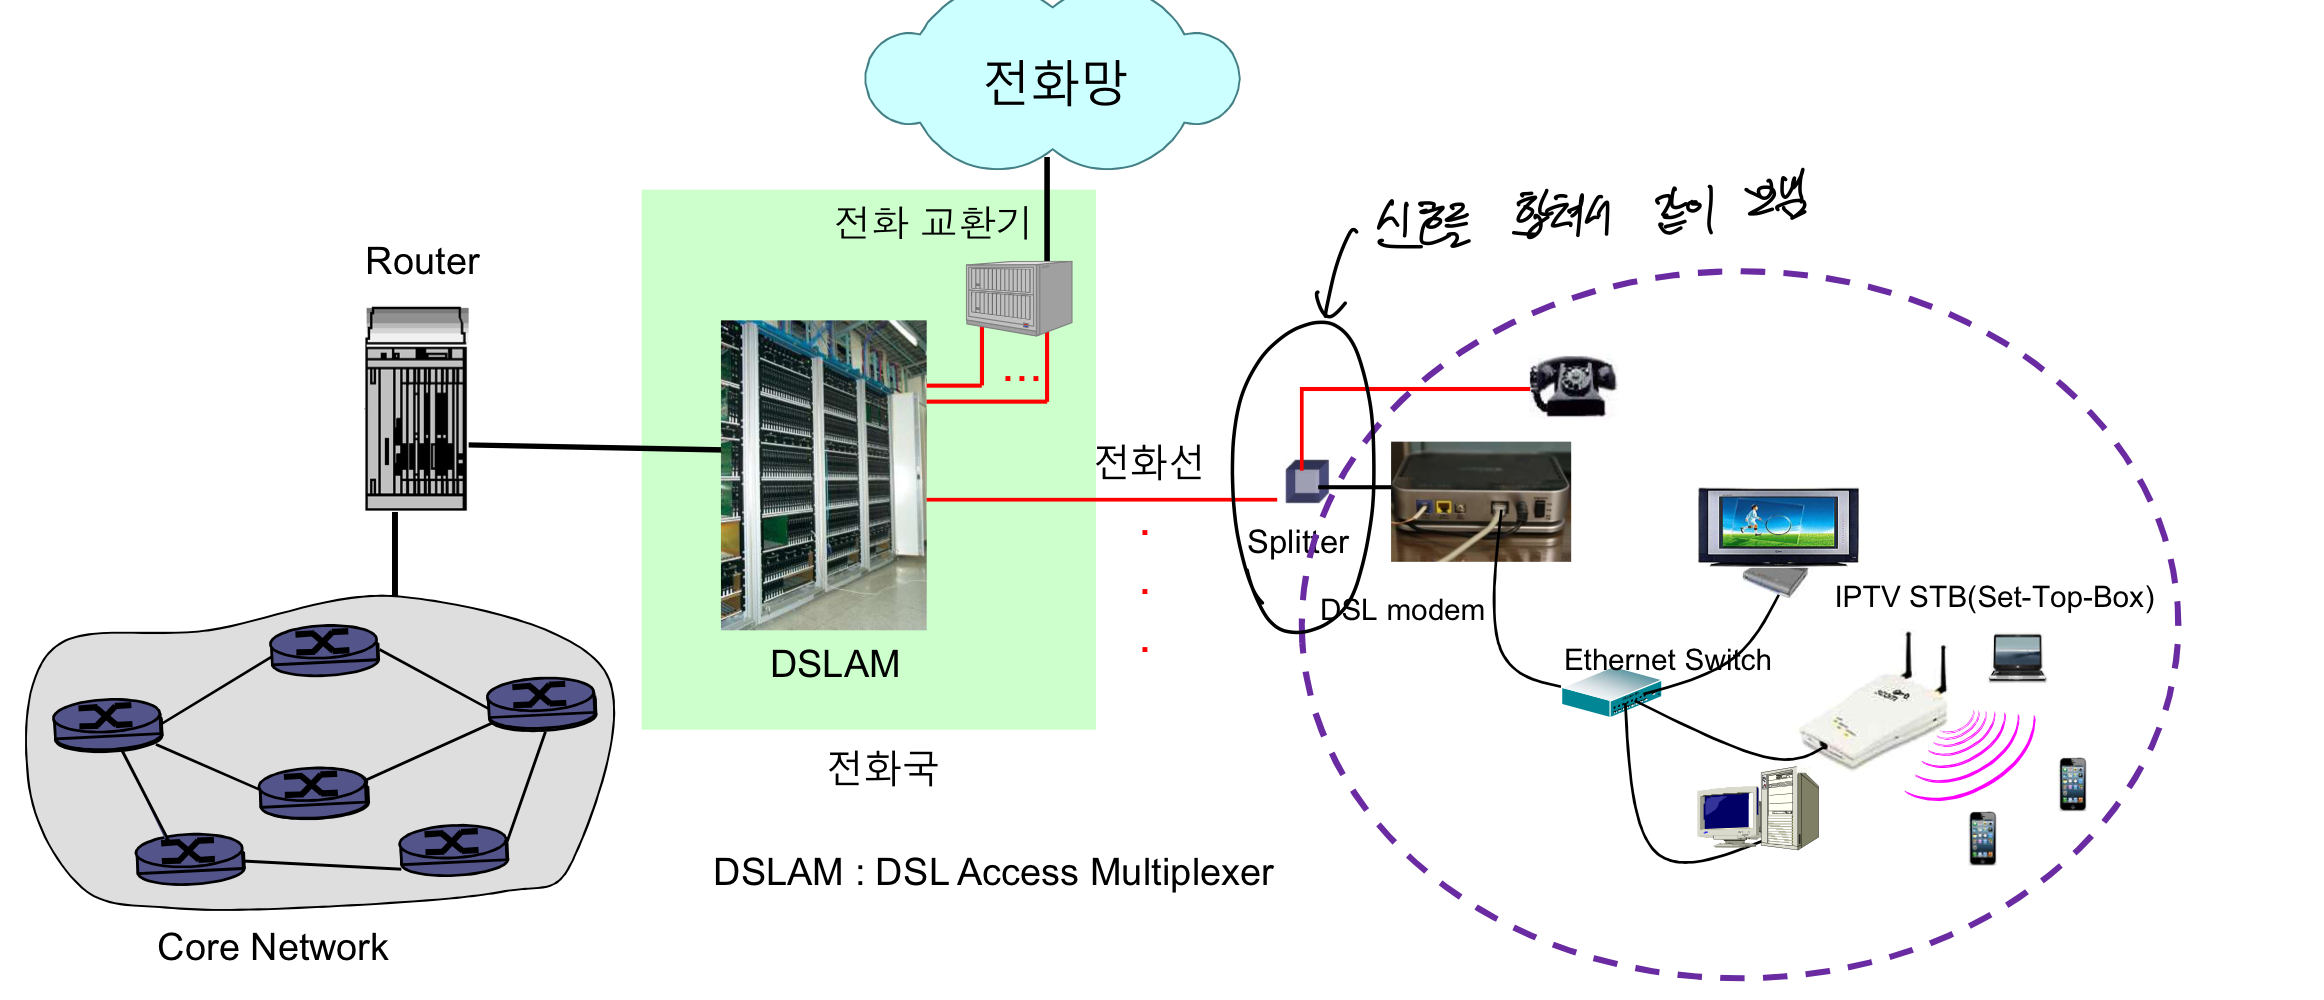 전화망
전화 교환기
신호를 합쳐서 같이 보냄
Router
전화선
Splitter
DSL modem
IPTV STB(Set-Top-Box)
Ethernet Switch
DSLAM
전화국
DSLAM : DSL Access Multiplexer
Core Network
...